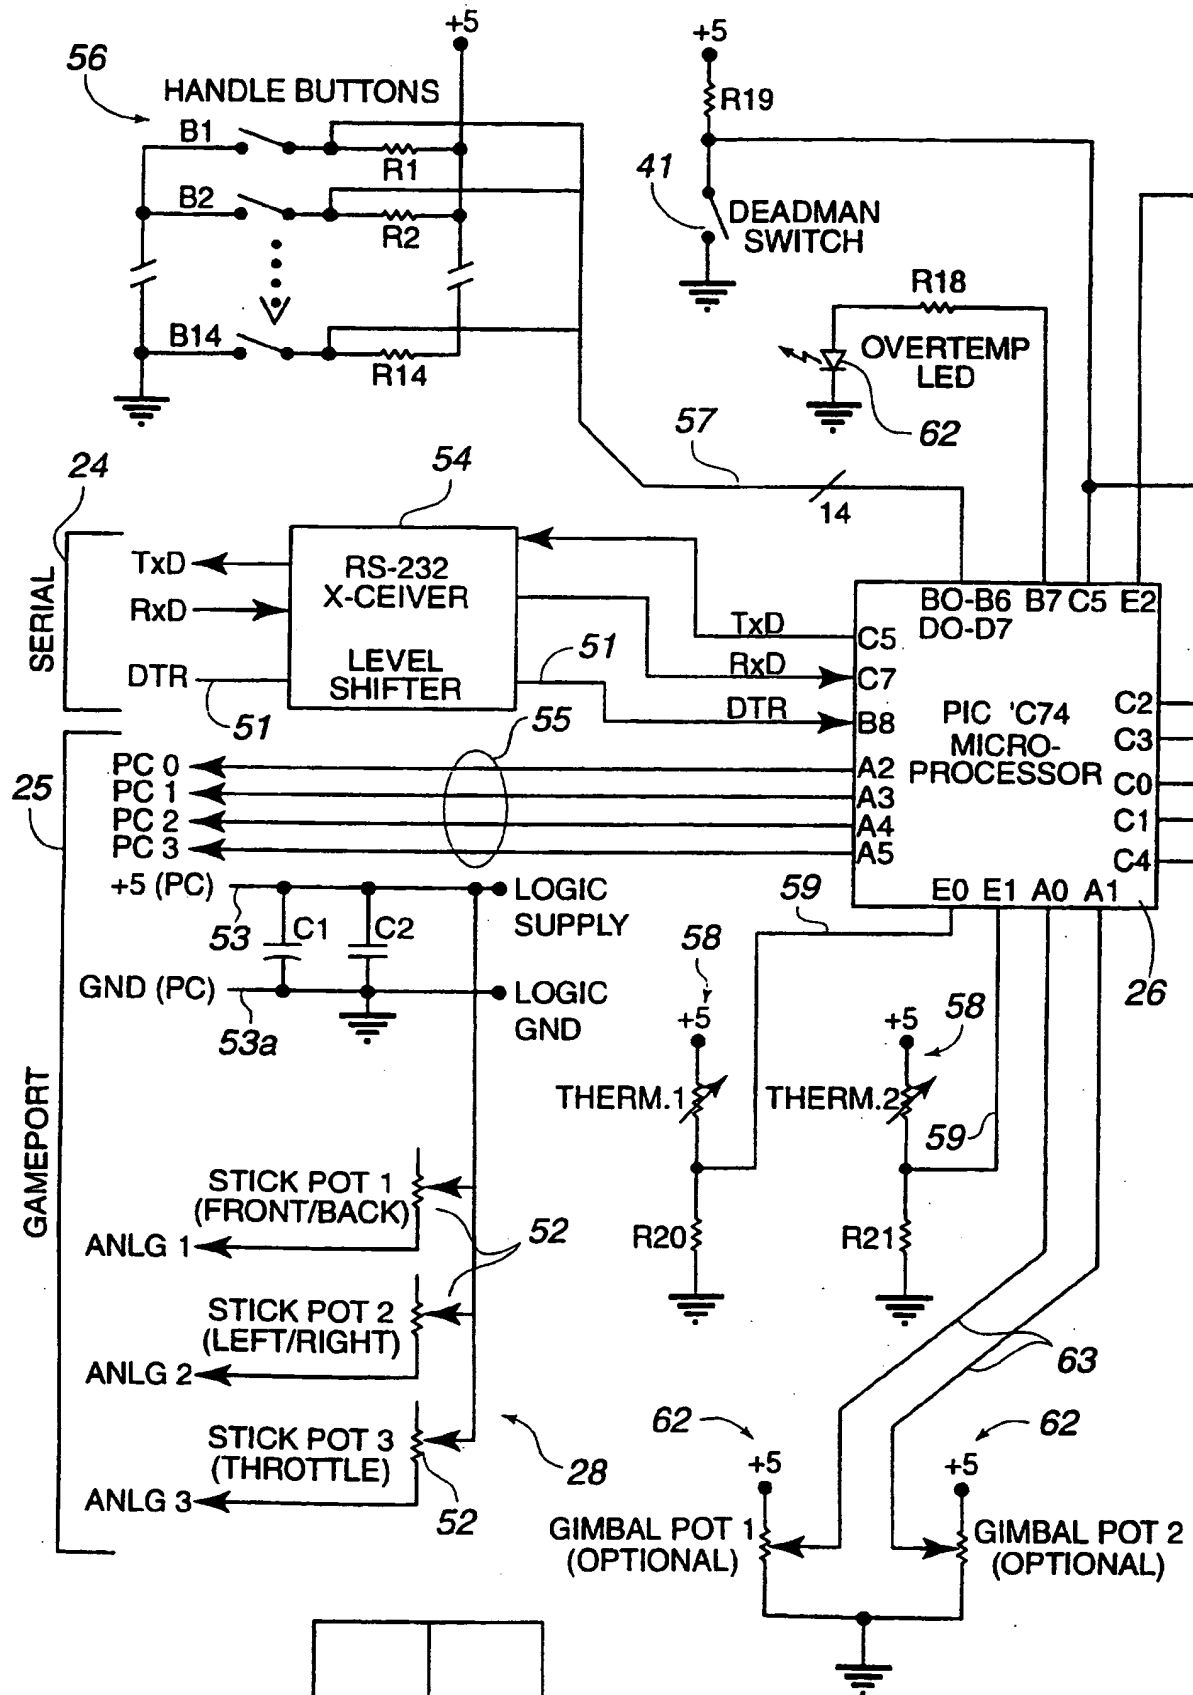 +5
+5
56
HANDLE BUTTONS
R19
B1
R1
41
B2
R2
DEADMAN
SWITCH
R18
B14
R14
OVERTEMP
LED
62
57
14
24
54
SERIAL
TxD
RxD
DTR
51
RS-232
X-CEIVER
LEVEL
SHIFTER
51
TxD
RxD
DTR
BO-B6
DO-D7
B7
C5
E2
C5
C7
B8
A2
A3
A4
A5
PIC 'C74
MICRO-
PROCESSOR
C2
C3
C0
C1
C4
E0
E1
A0
A1
26
55
25
GAMEPORT
PC 0
PC 1
PC 2
PC 3
+5 (PC)
53
C1
C2
LOGIC
SUPPLY
GND (PC)
53a
LOGIC
GND
59
58
+5
THERM.1
R20
58
+5
THERM.2
59
R21
STICK POT 1
(FRONT/BACK)
ANLG 1
52
STICK POT 2
(LEFT/RIGHT)
ANLG 2
STICK POT 3
(THROTTLE)
ANLG 3
52
28
63
62
+5
GIMBAL POT 1
(OPTIONAL)
62
+5
GIMBAL POT 2
(OPTIONAL)